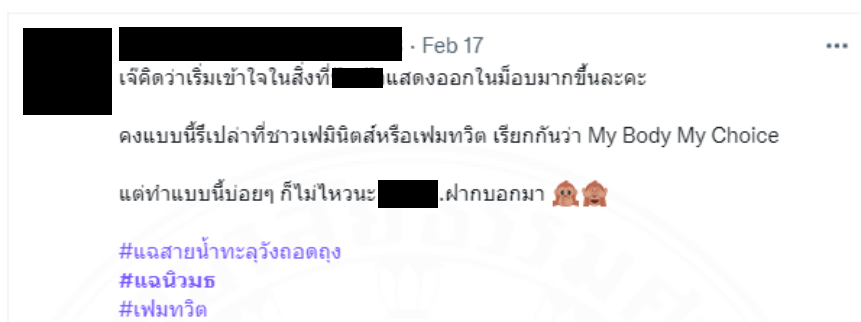 · Feb 17
เจ๊คิดว่าเริ่มเข้าใจในสิ่งที่ แสดงออกในม็อบมากขึ้นละคะ
คงแบบนี้รึเปล่าที่ชาวเฟมินิตส์หรือเฟมทวิต เรียกกันว่า My Body My Choice
แต่ทำแบบนี้บ่อยๆ ก็ไม่ไหวนะ .ฝากบอกมา 🙊🙈
#แฉสายน้ำทะลุวังถอดถุง
#แฉนิวมธ
#เฟมทวิต